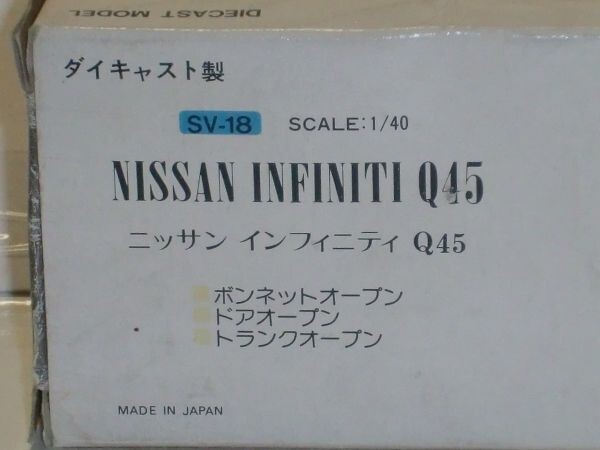 DIECAST MODEL
ダイキャスト製
SV-18 SCALE:1/40
NISSAN INFINITI Q45
ニッサン インフィニティ Q45
ボンネットオープン
ドアオープン
トランクオープン
MADE IN JAPAN